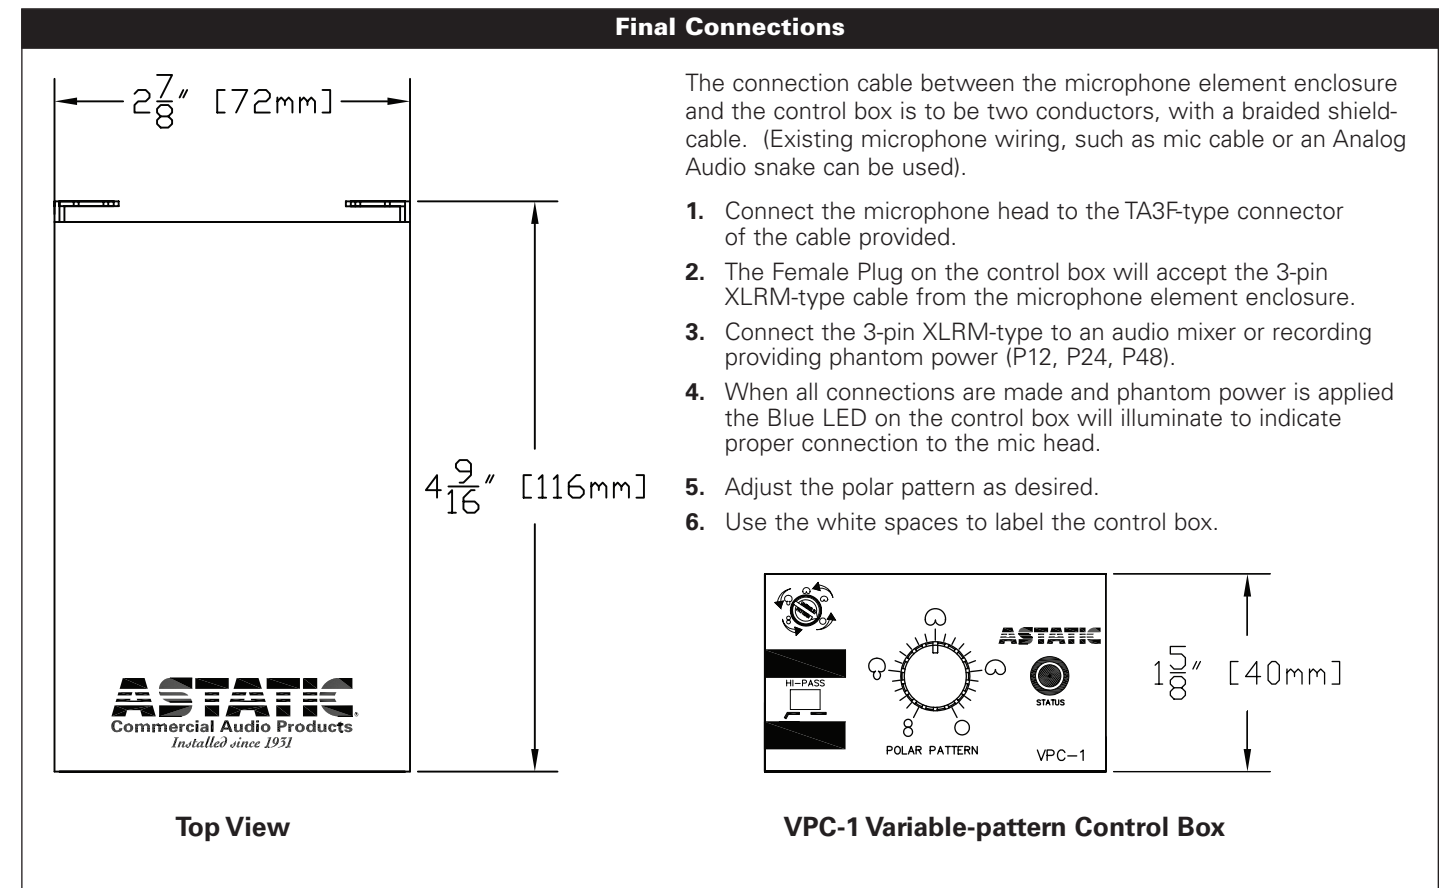 Final Connections
2 7/8" [72mm]
4 9/16" [116mm]
ASTATIC
Commercial Audio Products
Installed since 1931
Top View
The connection cable between the microphone element enclosure
and the control box is to be two conductors, with a braided shield-
cable.  (Existing microphone wiring, such as mic cable or an Analog
Audio snake can be used).
1. Connect the microphone head to the TA3F-type connector
of the cable provided.
2. The Female Plug on the control box will accept the 3-pin
XLRM-type cable from the microphone element enclosure.
3. Connect the 3-pin XLRM-type to an audio mixer or recording
providing phantom power (P12, P24, P48).
4. When all connections are made and phantom power is applied
the Blue LED on the control box will illuminate to indicate
proper connection to the mic head.
5. Adjust the polar pattern as desired.
6. Use the white spaces to label the control box.
HI-PASS
POLAR PATTERN
ASTATIC
STATUS
VPC-1
1 5/8" [40mm]
VPC-1 Variable-pattern Control Box